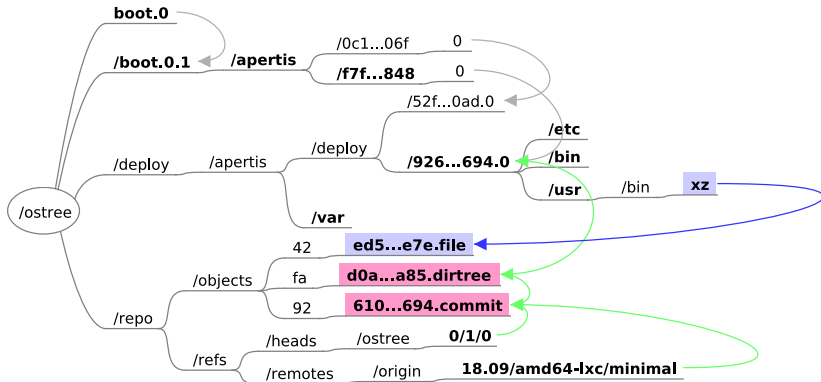 boot.0
/boot.0.1 /apertis /0c1...06f 0
/f7f...848 0
/52f...0ad.0
/deploy /apertis /deploy /926...694.0 /etc
/bin
/usr /bin xz
/var
/ostree
/repo /objects 42 ed5...e7e.file
fa d0a...a85.dirtree
92 610...694.commit
/refs /heads /ostree 0/1/0
/remotes /origin 18.09/amd64-lxc/minimal